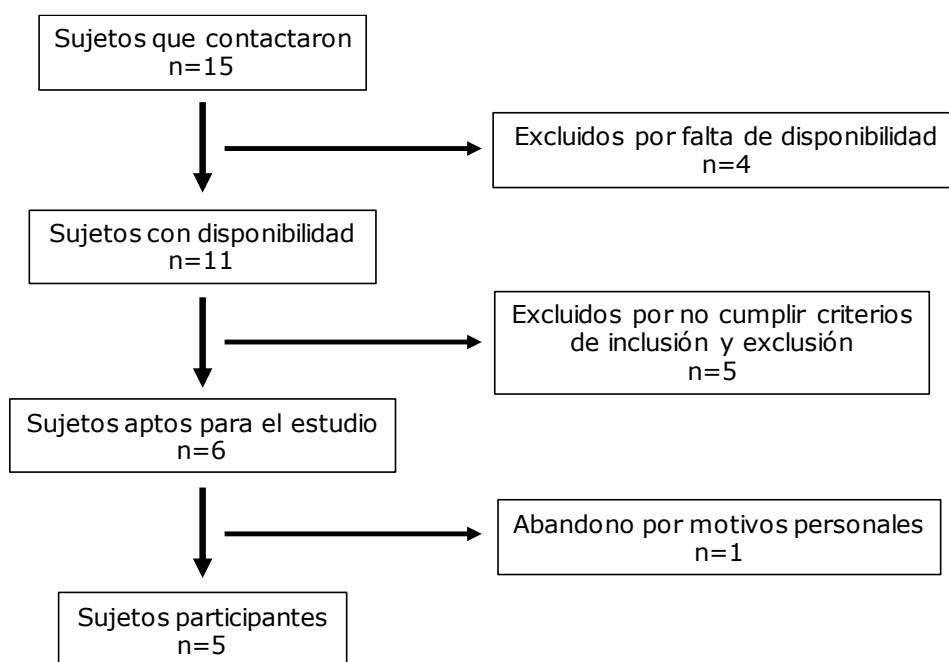 Sujetos que contactaron
n=15
Excluidos por falta de disponibilidad
n=4
Sujetos con disponibilidad
n=11
Excluidos por no cumplir criterios
de inclusión y exclusión
n=5
Sujetos aptos para el estudio
n=6
Abandono por motivos personales
n=1
Sujetos participantes
n=5